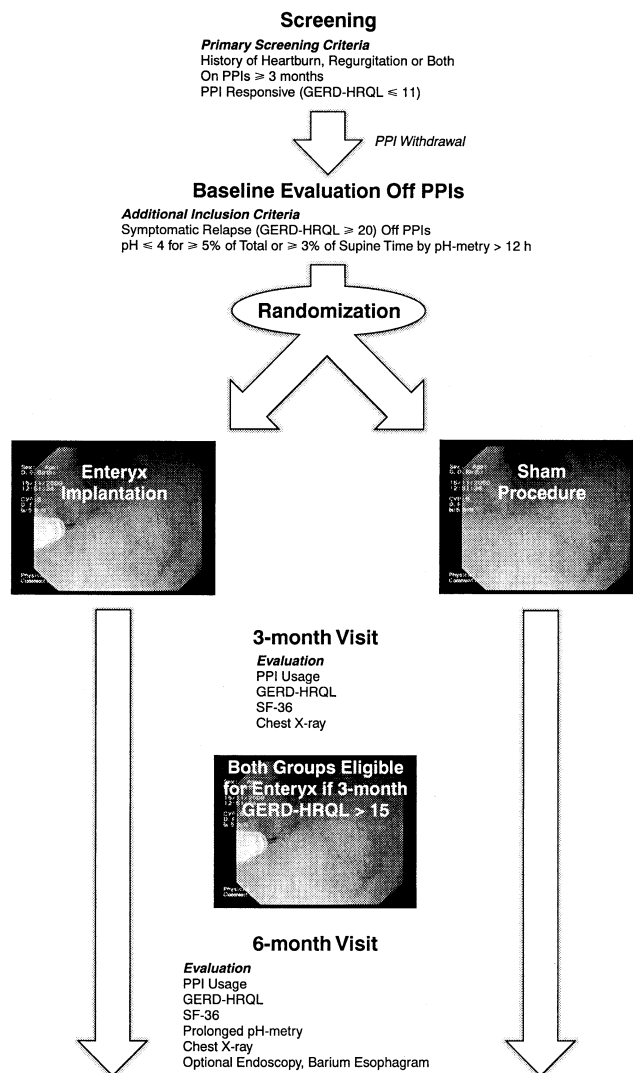 Screening
Primary Screening Criteria
History of Heartburn, Regurgitation or Both
On PPIs ≥ 3 months
PPI Responsive (GERD-HRQL ≤ 11)
PPI Withdrawal
Baseline Evaluation Off PPIs
Additional Inclusion Criteria
Symptomatic Relapse (GERD-HRQL ≥ 20) Off PPIs
pH ≤ 4 for ≥ 5% of Total or ≥ 3% of Supine Time by pH-metry > 12 h
Randomization
Enteryx
Implantation
Sham
Procedure
3-month Visit
Evaluation
PPI Usage
GERD-HRQL
SF-36
Chest X-ray
Both Groups Eligible
for Enteryx if 3-month
GERD-HRQL > 15
6-month Visit
Evaluation
PPI Usage
GERD-HRQL
SF-36
Prolonged pH-metry
Chest X-ray
Optional Endoscopy, Barium Esophagram